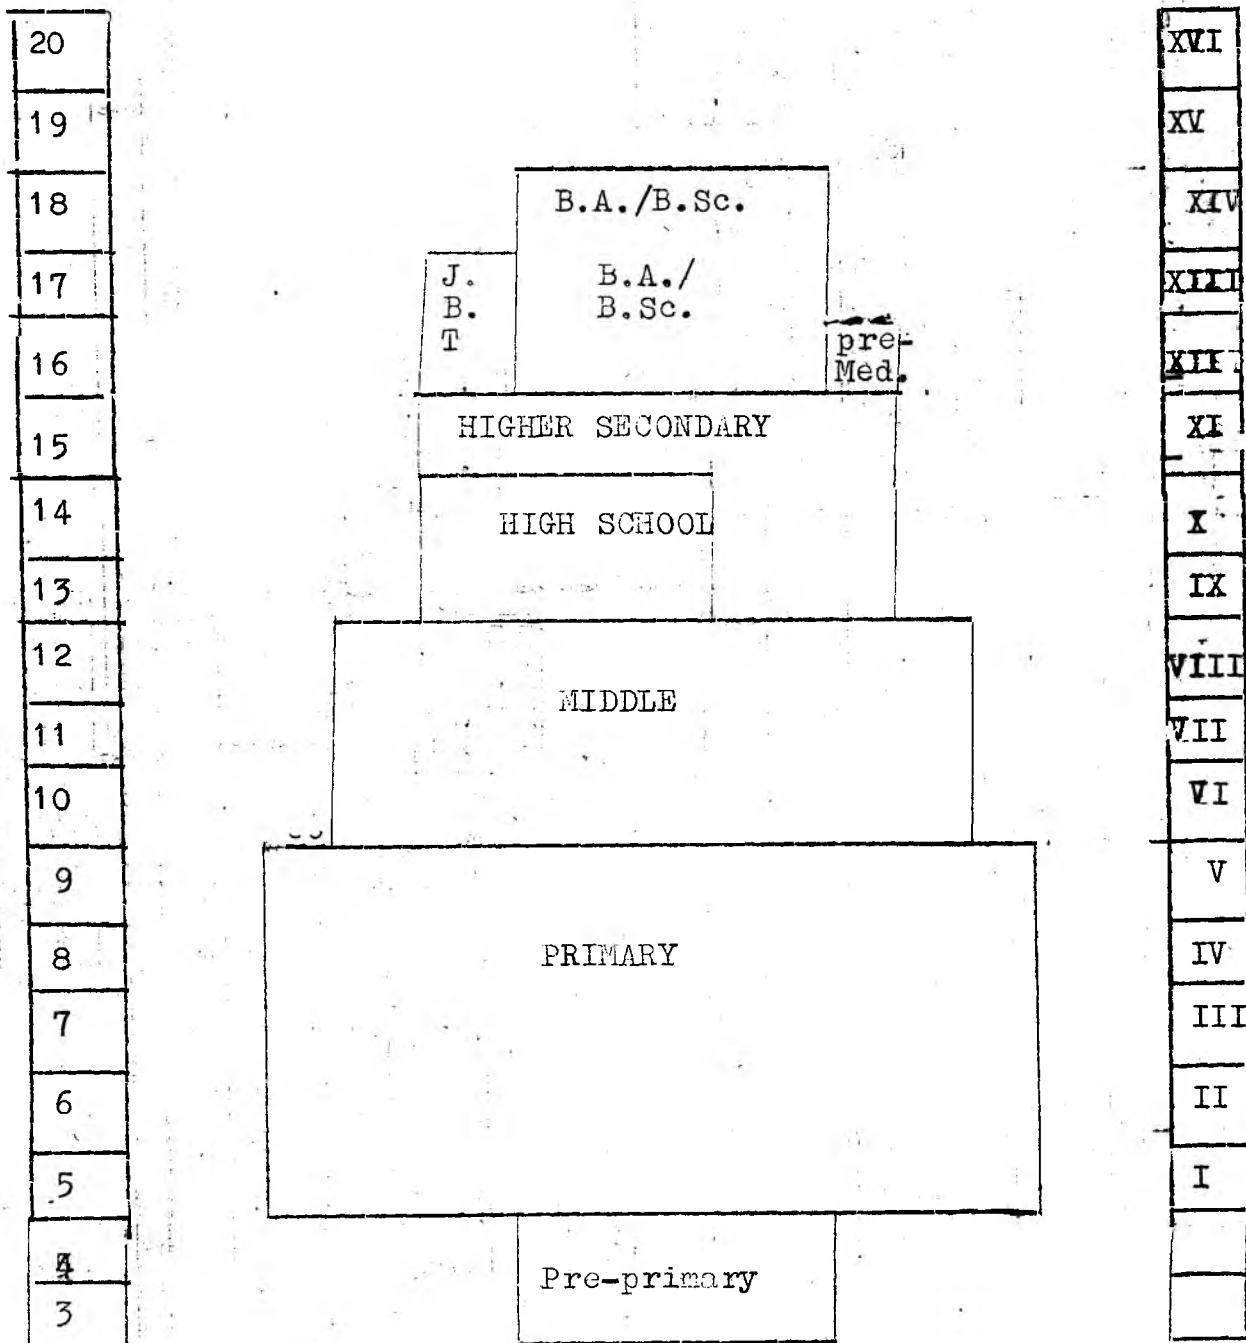 20 XVI
19 XV
18 B.A./B.Sc. XIV
17 J. B.A./ XIII
B. B.Sc.
T
16 pre- XII
Med.
15 HIGHER SECONDARY XI
14 HIGH SCHOOL X
13 IX
12 VIII
MIDDLE
11 VII
10 VI
9 V
8 PRIMARY IV
7 III
6 II
5 I
4
Pre-primary
3